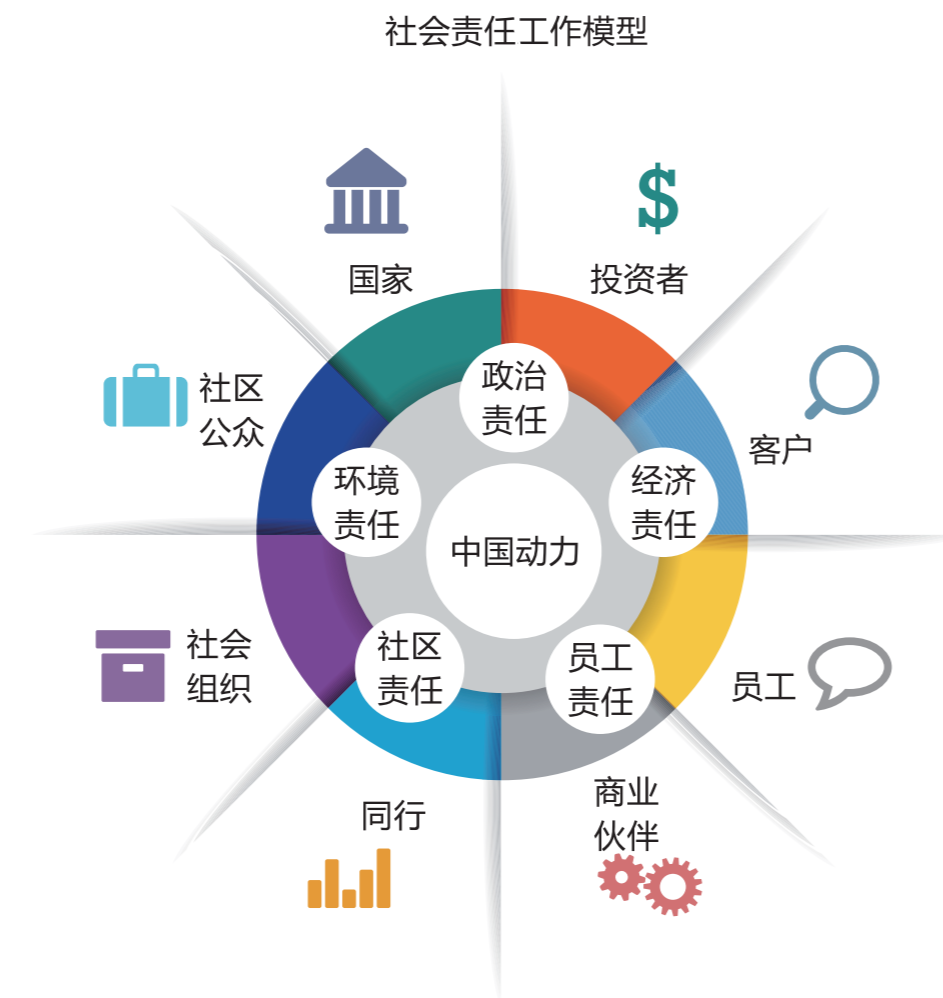 社会责任工作模型
国家
投资者
社区
公众
客户
政治
责任
环境
责任
经济
责任
中国动力
社区
责任
员工
责任
社会
组织
员工
同行
商业
伙伴